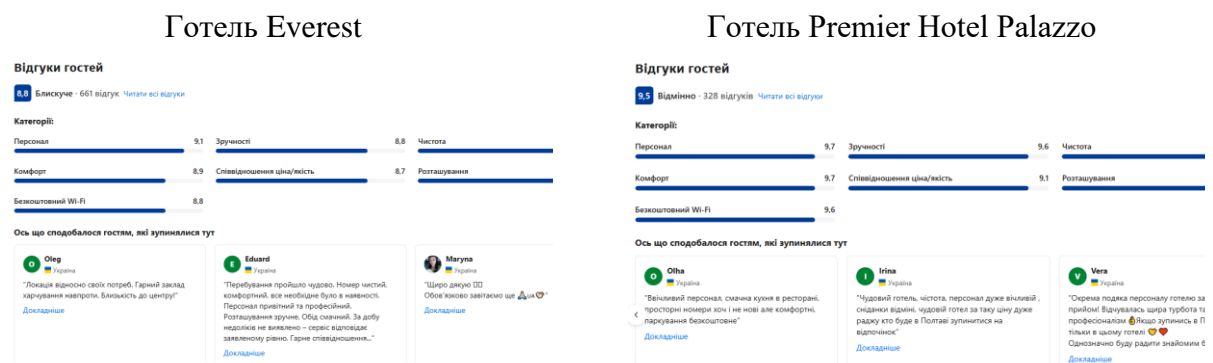 Готель Everest
Відгуки гостей
8,8 Блискуче · 661 відгук Читати всі відгуки
Категорії:
Персонал 9,1 Зручності 8,8 Чистота
Комфорт 8,9 Співвідношення ціна/якість 8,7 Розташування
Безкоштовний Wi-Fi 8,8
Ось що сподобалося гостям, які зупинялися тут
O Oleg
Україна
"Локація відносно своїх потреб. Гарний заклад
харчування навпроти. Близькість до центру!"
Докладніше
E Eduard
Україна
"Перебування пройшло чудово. Номер чистий,
комфортний, все необхідне було в наявності.
Персонал привітний та професійний.
Розташування зручне. Обід смачний. За добу
недоліків не виявлено – сервіс відповідає
заявленому рівню. Гарне співвідношення..."
Докладніше
Maryna
Україна
"Щиро дякую
Обов'язково завітаємо ще 🙏🇺🇦🧡"
Докладніше
Готель Premier Hotel Palazzo
Відгуки гостей
9,5 Відмінно · 328 відгуків Читати всі відгуки
Категорії:
Персонал 9,7 Зручності 9,6 Чистота
Комфорт 9,7 Співвідношення ціна/якість 9,1 Розташування
Безкоштовний Wi-Fi 9,6
Ось що сподобалося гостям, які зупинялися тут
O Olha
Україна
"Ввічливий персонал, смачна кухня в ресторані,
просторні номери хоч і не нові але комфортні,
паркування безкоштовне"
Докладніше
I Irina
Україна
"Чудовий готель, чістота, персонал дуже вічливій ,
сніданки відмінні, чудовій готел за таку ціну дуже
раджу кто буде в Полтаві зупинитися на
відпочінок"
Докладніше
V Vera
Україна
"Окрема подяка персоналу готелю за
прийом! Відчувалась щира турбота та
професіоналізм 👌Якщо зупинись в П
тільки в цьому готелі 😍❤️
Однозначно буду радити знайомим б
Докладніше